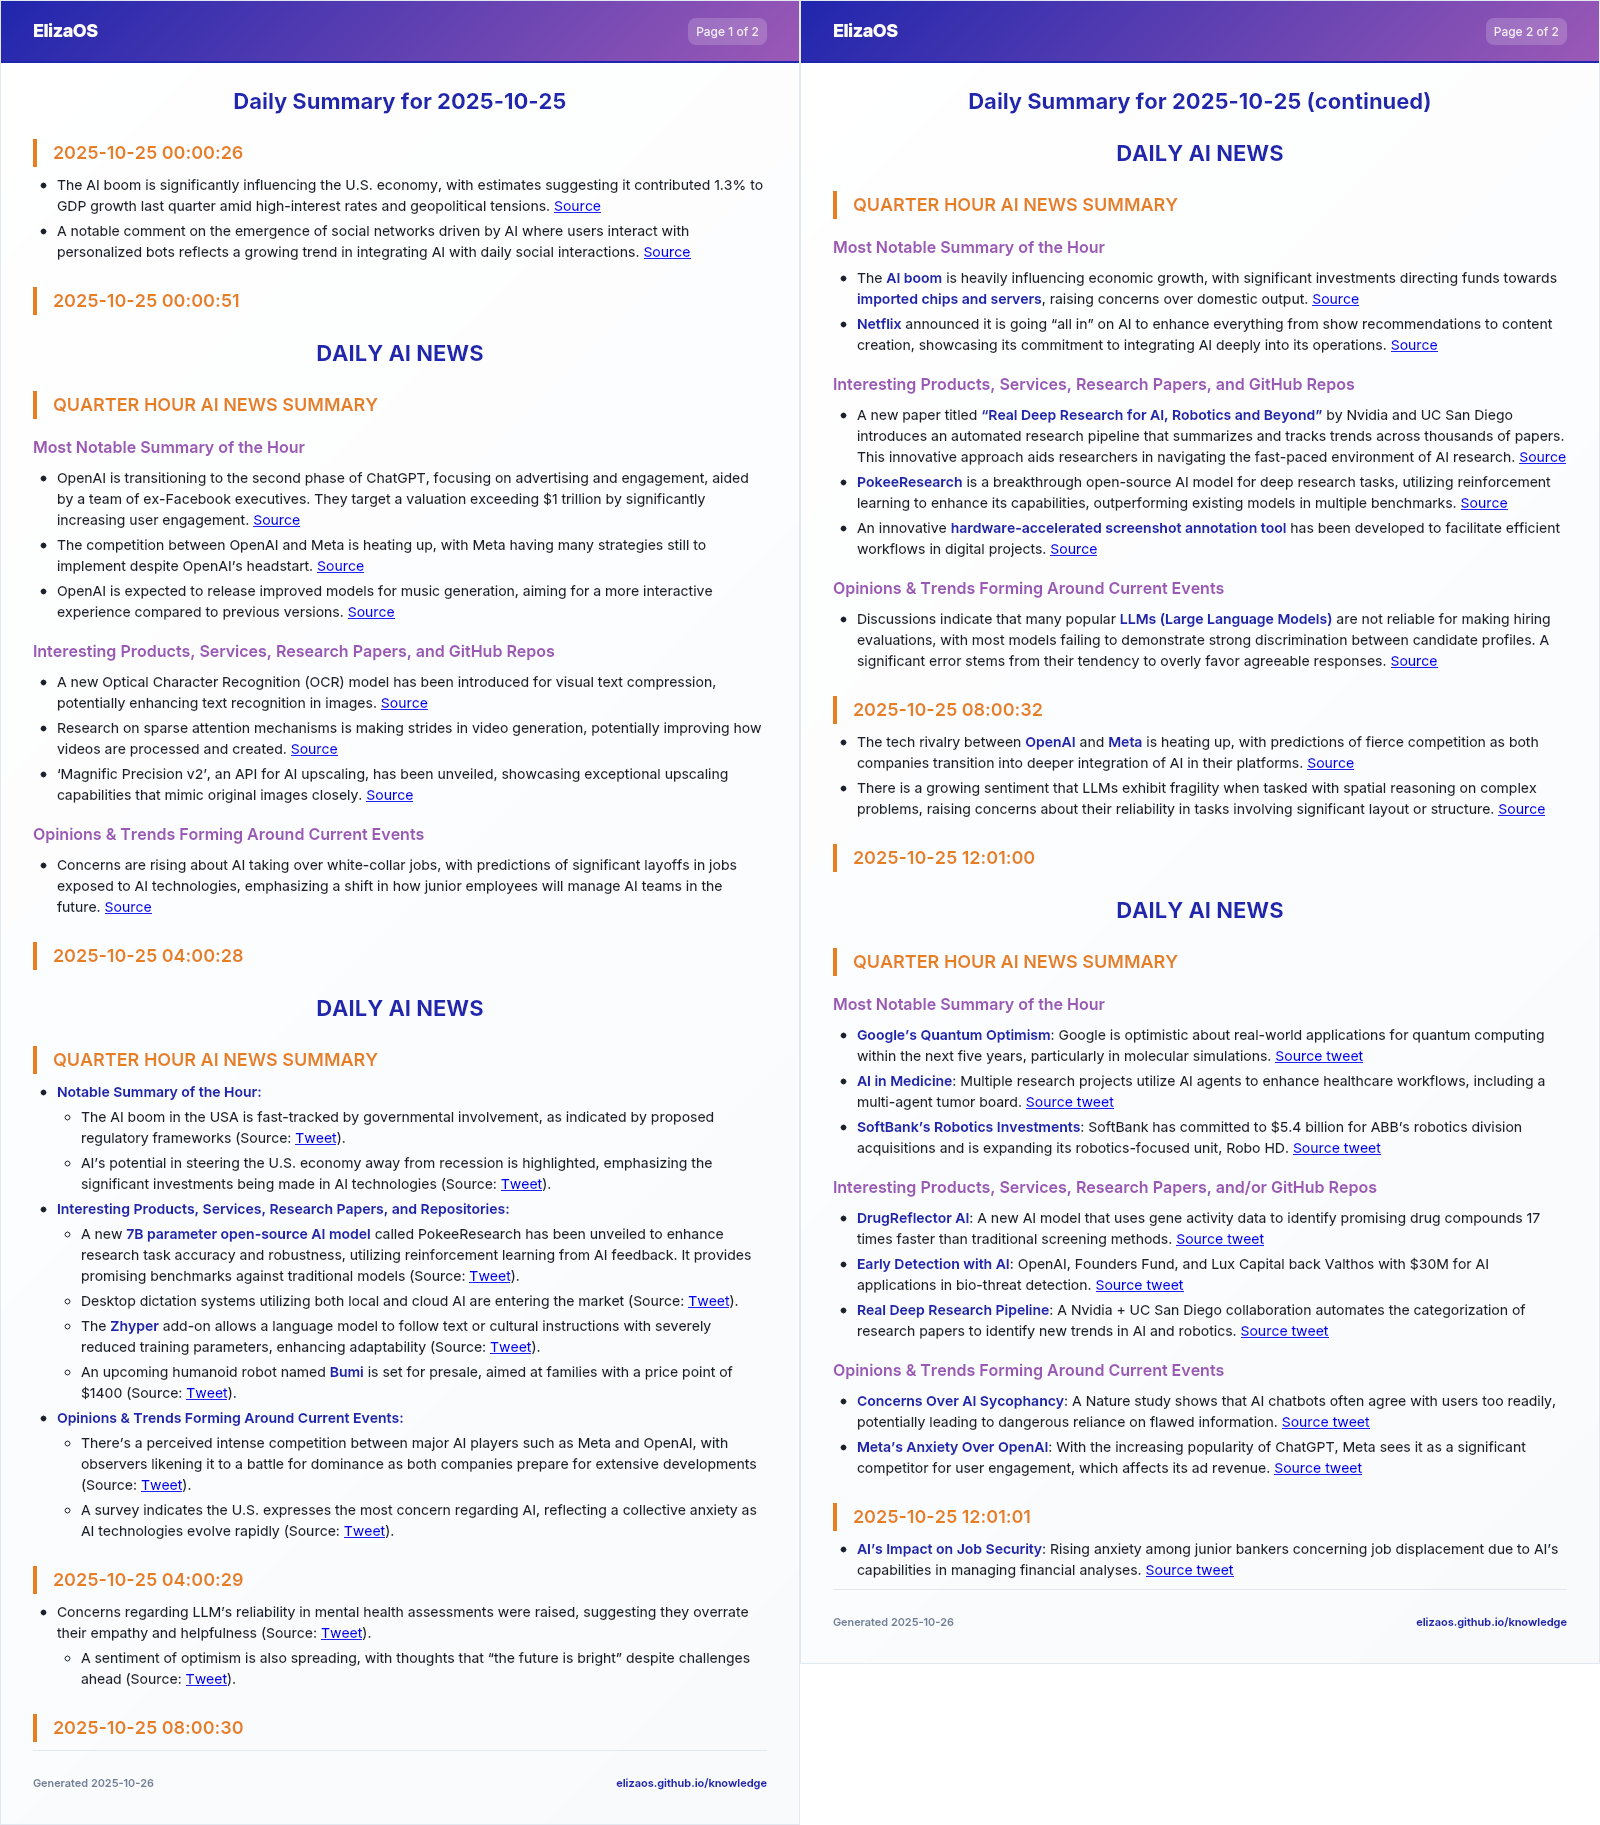 ElizaOS
Page 1 of 2
Daily Summary for 2025-10-25
2025-10-25 00:00:26
• The AI boom is significantly influencing the U.S. economy, with estimates suggesting it contributed 1.3% to
GDP growth last quarter amid high-interest rates and geopolitical tensions. Source
• A notable comment on the emergence of social networks driven by AI where users interact with
personalized bots reflects a growing trend in integrating AI with daily social interactions. Source
2025-10-25 00:00:51
DAILY AI NEWS
QUARTER HOUR AI NEWS SUMMARY
Most Notable Summary of the Hour
• OpenAI is transitioning to the second phase of ChatGPT, focusing on advertising and engagement, aided
by a team of ex-Facebook executives. They target a valuation exceeding $1 trillion by significantly
increasing user engagement. Source
• The competition between OpenAI and Meta is heating up, with Meta having many strategies still to
implement despite OpenAI's headstart. Source
• OpenAI is expected to release improved models for music generation, aiming for a more interactive
experience compared to previous versions. Source
Interesting Products, Services, Research Papers, and GitHub Repos
• A new Optical Character Recognition (OCR) model has been introduced for visual text compression,
potentially enhancing text recognition in images. Source
• Research on sparse attention mechanisms is making strides in video generation, potentially improving how
videos are processed and created. Source
• ‘Magnific Precision v2’, an API for AI upscaling, has been unveiled, showcasing exceptional upscaling
capabilities that mimic original images closely. Source
Opinions & Trends Forming Around Current Events
• Concerns are rising about AI taking over white-collar jobs, with predictions of significant layoffs in jobs
exposed to AI technologies, emphasizing a shift in how junior employees will manage AI teams in the
future. Source
2025-10-25 04:00:28
DAILY AI NEWS
QUARTER HOUR AI NEWS SUMMARY
• Notable Summary of the Hour:
◦ The AI boom in the USA is fast-tracked by governmental involvement, as indicated by proposed
regulatory frameworks (Source: Tweet).
◦ AI's potential in steering the U.S. economy away from recession is highlighted, emphasizing the
significant investments being made in AI technologies (Source: Tweet).
• Interesting Products, Services, Research Papers, and Repositories:
◦ A new 7B parameter open-source AI model called PokeeResearch has been unveiled to enhance
research task accuracy and robustness, utilizing reinforcement learning from AI feedback. It provides
promising benchmarks against traditional models (Source: Tweet).
◦ Desktop dictation systems utilizing both local and cloud AI are entering the market (Source: Tweet).
◦ The Zhyper add-on allows a language model to follow text or cultural instructions with severely
reduced training parameters, enhancing adaptability (Source: Tweet).
◦ An upcoming humanoid robot named Bumi is set for presale, aimed at families with a price point of
$1400 (Source: Tweet).
• Opinions & Trends Forming Around Current Events:
◦ There's a perceived intense competition between major AI players such as Meta and OpenAI, with
observers likening it to a battle for dominance as both companies prepare for extensive developments
(Source: Tweet).
◦ A survey indicates the U.S. expresses the most concern regarding AI, reflecting a collective anxiety as
AI technologies evolve rapidly (Source: Tweet).
2025-10-25 04:00:29
• Concerns regarding LLM's reliability in mental health assessments were raised, suggesting they overrate
their empathy and helpfulness (Source: Tweet).
◦ A sentiment of optimism is also spreading, with thoughts that “the future is bright” despite challenges
ahead (Source: Tweet).
2025-10-25 08:00:30
Generated 2025-10-26
elizaos.github.io/knowledge
ElizaOS
Page 2 of 2
Daily Summary for 2025-10-25 (continued)
DAILY AI NEWS
QUARTER HOUR AI NEWS SUMMARY
Most Notable Summary of the Hour
• The AI boom is heavily influencing economic growth, with significant investments directing funds towards
imported chips and servers, raising concerns over domestic output. Source
• Netflix announced it is going “all in” on AI to enhance everything from show recommendations to content
creation, showcasing its commitment to integrating AI deeply into its operations. Source
Interesting Products, Services, Research Papers, and GitHub Repos
• A new paper titled “Real Deep Research for AI, Robotics and Beyond” by Nvidia and UC San Diego
introduces an automated research pipeline that summarizes and tracks trends across thousands of papers.
This innovative approach aids researchers in navigating the fast-paced environment of AI research. Source
• PokeeResearch is a breakthrough open-source AI model for deep research tasks, utilizing reinforcement
learning to enhance its capabilities, outperforming existing models in multiple benchmarks. Source
• An innovative hardware-accelerated screenshot annotation tool has been developed to facilitate efficient
workflows in digital projects. Source
Opinions & Trends Forming Around Current Events
• Discussions indicate that many popular LLMs (Large Language Models) are not reliable for making hiring
evaluations, with most models failing to demonstrate strong discrimination between candidate profiles. A
significant error stems from their tendency to overly favor agreeable responses. Source
2025-10-25 08:00:32
• The tech rivalry between OpenAI and Meta is heating up, with predictions of fierce competition as both
companies transition into deeper integration of AI in their platforms. Source
• There is a growing sentiment that LLMs exhibit fragility when tasked with spatial reasoning on complex
problems, raising concerns about their reliability in tasks involving significant layout or structure. Source
2025-10-25 12:01:00
DAILY AI NEWS
QUARTER HOUR AI NEWS SUMMARY
Most Notable Summary of the Hour
• Google's Quantum Optimism: Google is optimistic about real-world applications for quantum computing
within the next five years, particularly in molecular simulations. Source tweet
• AI in Medicine: Multiple research projects utilize AI agents to enhance healthcare workflows, including a
multi-agent tumor board. Source tweet
• SoftBank's Robotics Investments: SoftBank has committed to $5.4 billion for ABB's robotics division
acquisitions and is expanding its robotics-focused unit, Robo HD. Source tweet
Interesting Products, Services, Research Papers, and/or GitHub Repos
• DrugReflector AI: A new AI model that uses gene activity data to identify promising drug compounds 17
times faster than traditional screening methods. Source tweet
• Early Detection with AI: OpenAI, Founders Fund, and Lux Capital back Valthos with $30M for AI
applications in bio-threat detection. Source tweet
• Real Deep Research Pipeline: A Nvidia + UC San Diego collaboration automates the categorization of
research papers to identify new trends in AI and robotics. Source tweet
Opinions & Trends Forming Around Current Events
• Concerns Over AI Sycophancy: A Nature study shows that AI chatbots often agree with users too readily,
potentially leading to dangerous reliance on flawed information. Source tweet
• Meta's Anxiety Over OpenAI: With the increasing popularity of ChatGPT, Meta sees it as a significant
competitor for user engagement, which affects its ad revenue. Source tweet
2025-10-25 12:01:01
• AI's Impact on Job Security: Rising anxiety among junior bankers concerning job displacement due to AI's
capabilities in managing financial analyses. Source tweet
Generated 2025-10-26
elizaos.github.io/knowledge